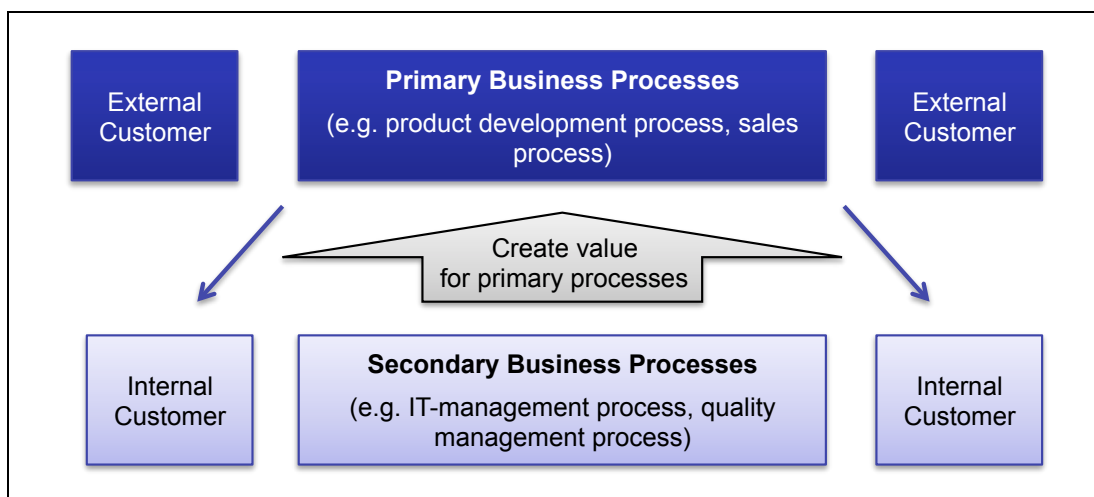 External
Customer
Primary Business Processes
(e.g. product development process, sales
process)
External
Customer
Create value
for primary processes
Internal
Customer
Secondary Business Processes
(e.g. IT-management process, quality
management process)
Internal
Customer